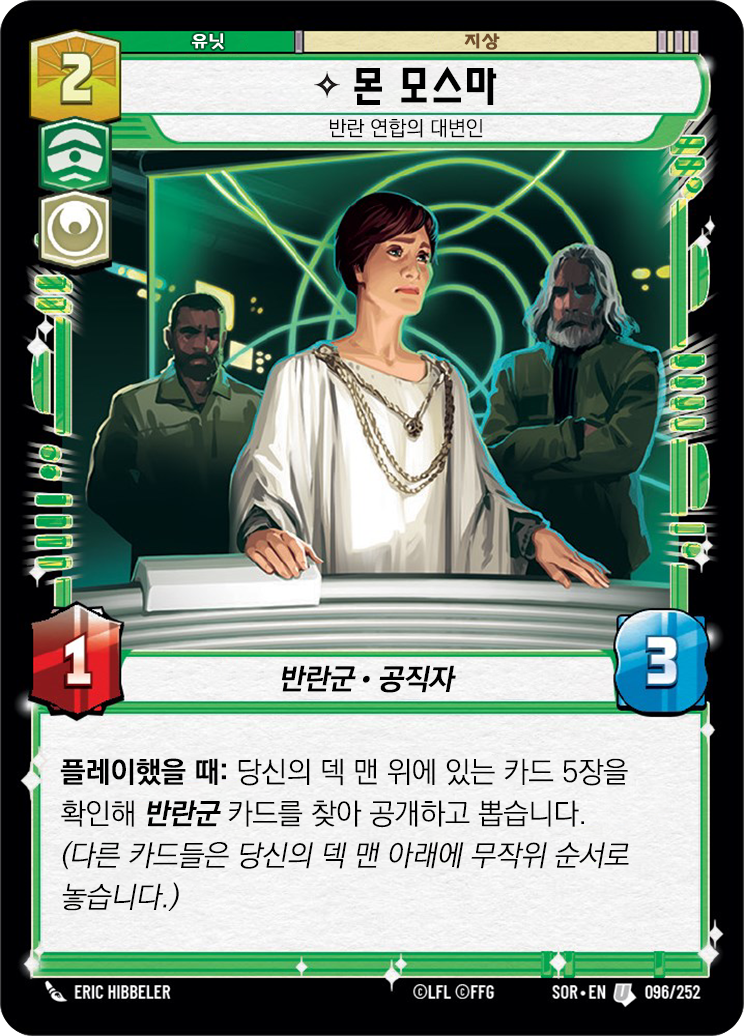 유닛
지상
2
몬 모스마
반란 연합의 대변인
1
반란군 • 공직자
3
플레이했을 때: 당신의 덱 맨 위에 있는 카드 5장을
확인해 반란군 카드를 찾아 공개하고 뽑습니다.
(다른 카드들은 당신의 덱 맨 아래에 무작위 순서로
놓습니다.)
ERIC HIBBELER
©LFL ©FFG
SOR • EN
U
096/252